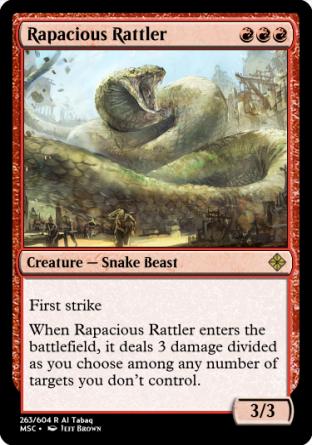 Rapacious Rattler
Creature — Snake Beast
First strike
When Rapacious Rattler enters the
battlefield, it deals 3 damage divided
as you choose among any number of
targets you don't control.
263/604 R Al Tabaq
MSC • Jeff Brown
3/3